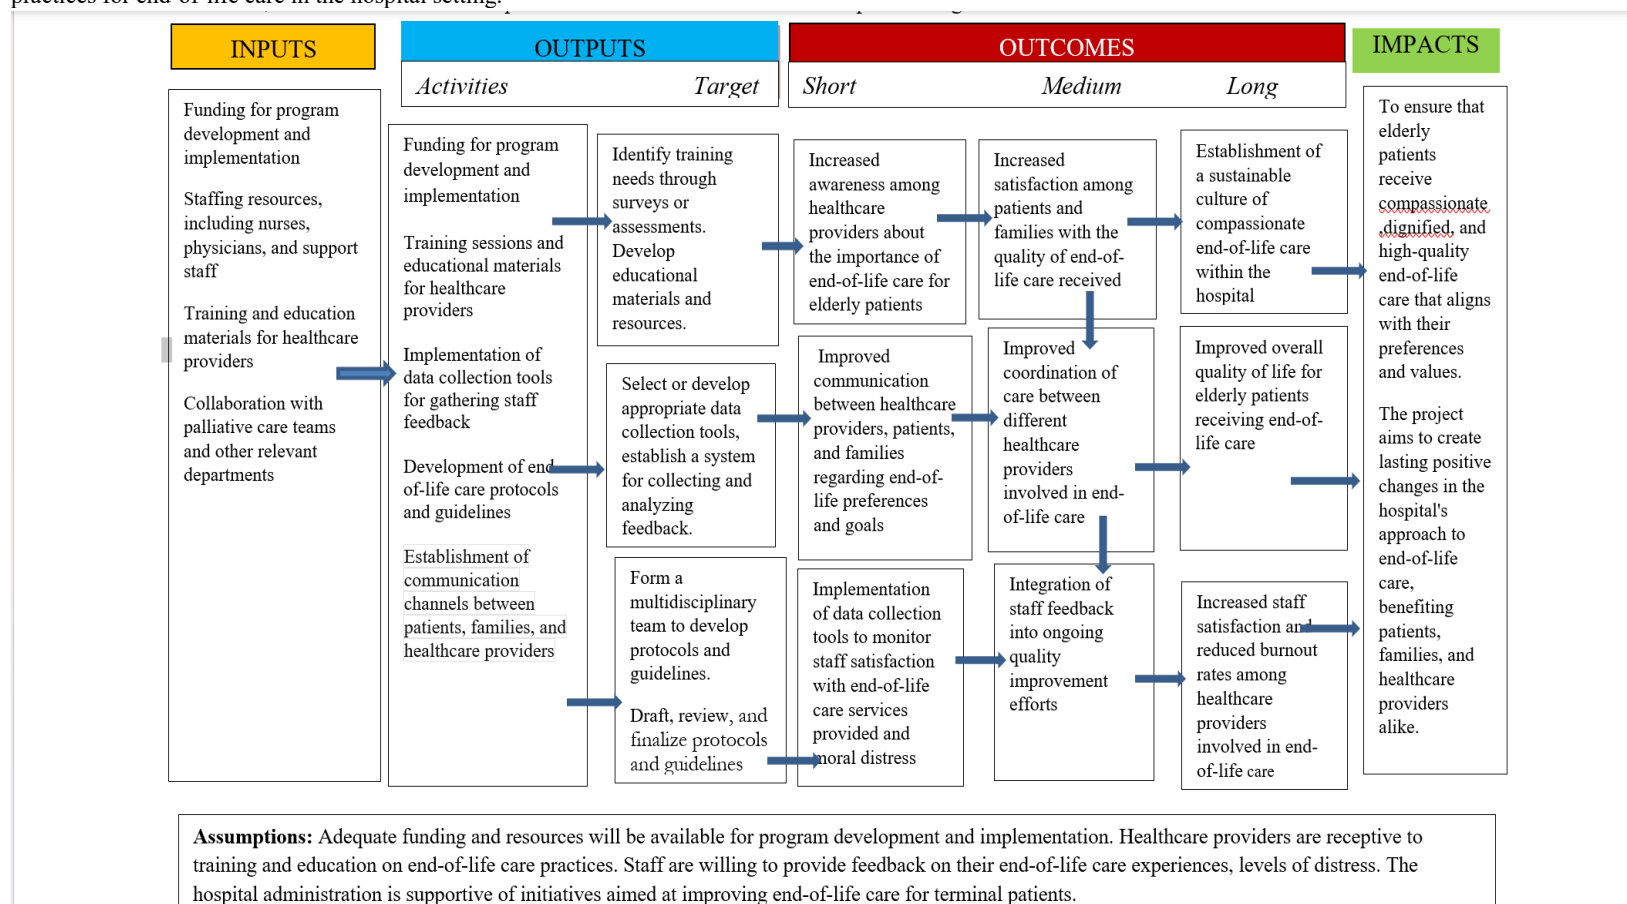 practices for end-of-life care in the hospital setting.
INPUTS
OUTPUTS
OUTCOMES
IMPACTS
Activities
Target
Short
Medium
Long
Funding for program
development and
implementation
Staffing resources,
including nurses,
physicians, and support
staff
Training and education
materials for healthcare
providers
Collaboration with
palliative care teams
and other relevant
departments
Funding for program
development and
implementation
Training sessions and
educational materials
for healthcare
providers
Implementation of
data collection tools
for gathering staff
feedback
Development of end-
of-life care protocols
and guidelines
Establishment of
communication
channels between
patients, families, and
healthcare providers
Identify training
needs through
surveys or
assessments.
Develop
educational
materials and
resources.
Select or develop
appropriate data
collection tools,
establish a system
for collecting and
analyzing
feedback.
Form a
multidisciplinary
team to develop
protocols and
guidelines.
Draft, review, and
finalize protocols
and guidelines
Increased
awareness among
healthcare
providers about
the importance of
end-of-life care for
elderly patients
Improved
communication
between healthcare
providers, patients,
and families
regarding end-of-
life preferences
and goals
Implementation
of data collection
tools to monitor
staff satisfaction
with end-of-life
care services
provided and
moral distress
Increased
satisfaction among
patients and
families with the
quality of end-of-
life care received
Improved
coordination of
care between
different
healthcare
providers
involved in end-
of-life care
Integration of
staff feedback
into ongoing
quality
improvement
efforts
Establishment of
a sustainable
culture of
compassionate
end-of-life care
within the
hospital
Improved overall
quality of life for
elderly patients
receiving end-of-
life care
Increased staff
satisfaction and
reduced burnout
rates among
healthcare
providers
involved in end-
of-life care
To ensure that
elderly
patients
receive
compassionate
,dignified, and
high-quality
end-of-life
care that aligns
with their
preferences
and values.
The project
aims to create
lasting positive
changes in the
hospital's
approach to
end-of-life
care,
benefiting
patients,
families, and
healthcare
providers
alike.
Assumptions: Adequate funding and resources will be available for program development and implementation. Healthcare providers are receptive to
training and education on end-of-life care practices. Staff are willing to provide feedback on their end-of-life care experiences, levels of distress. The
hospital administration is supportive of initiatives aimed at improving end-of-life care for terminal patients.